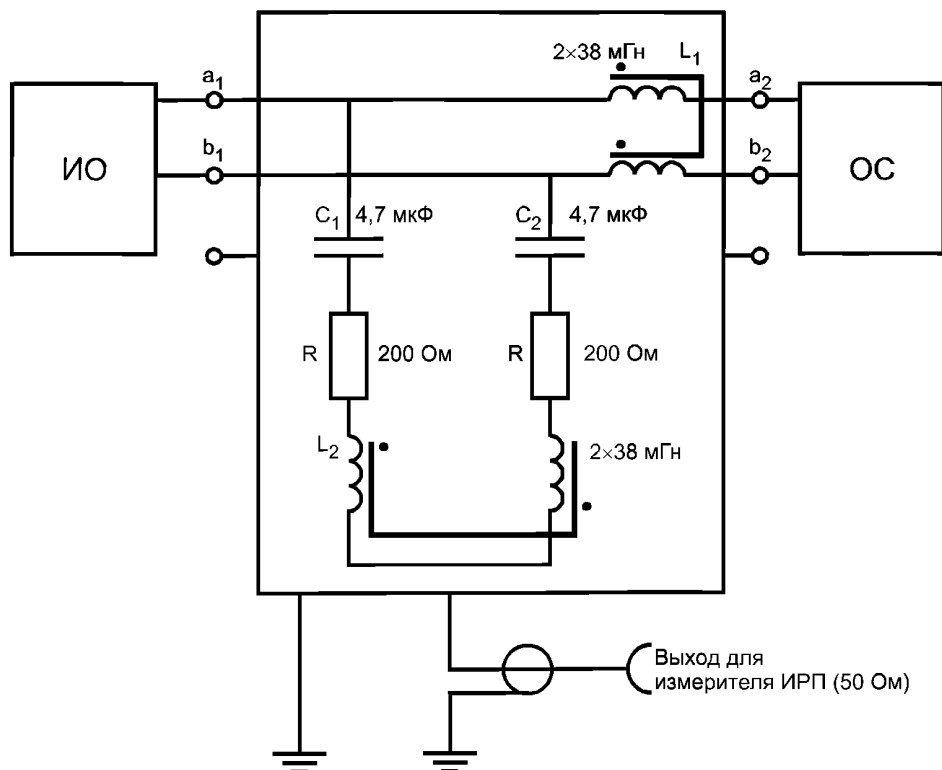 2×38 мГн L₁
a₁ a₂
b₁ b₂
ИО ОС
C₁ 4,7 мкФ C₂ 4,7 мкФ
R 200 Ом R 200 Ом
L₂ 2×38 мГн
Выход для
измерителя ИРП (50 Ом)